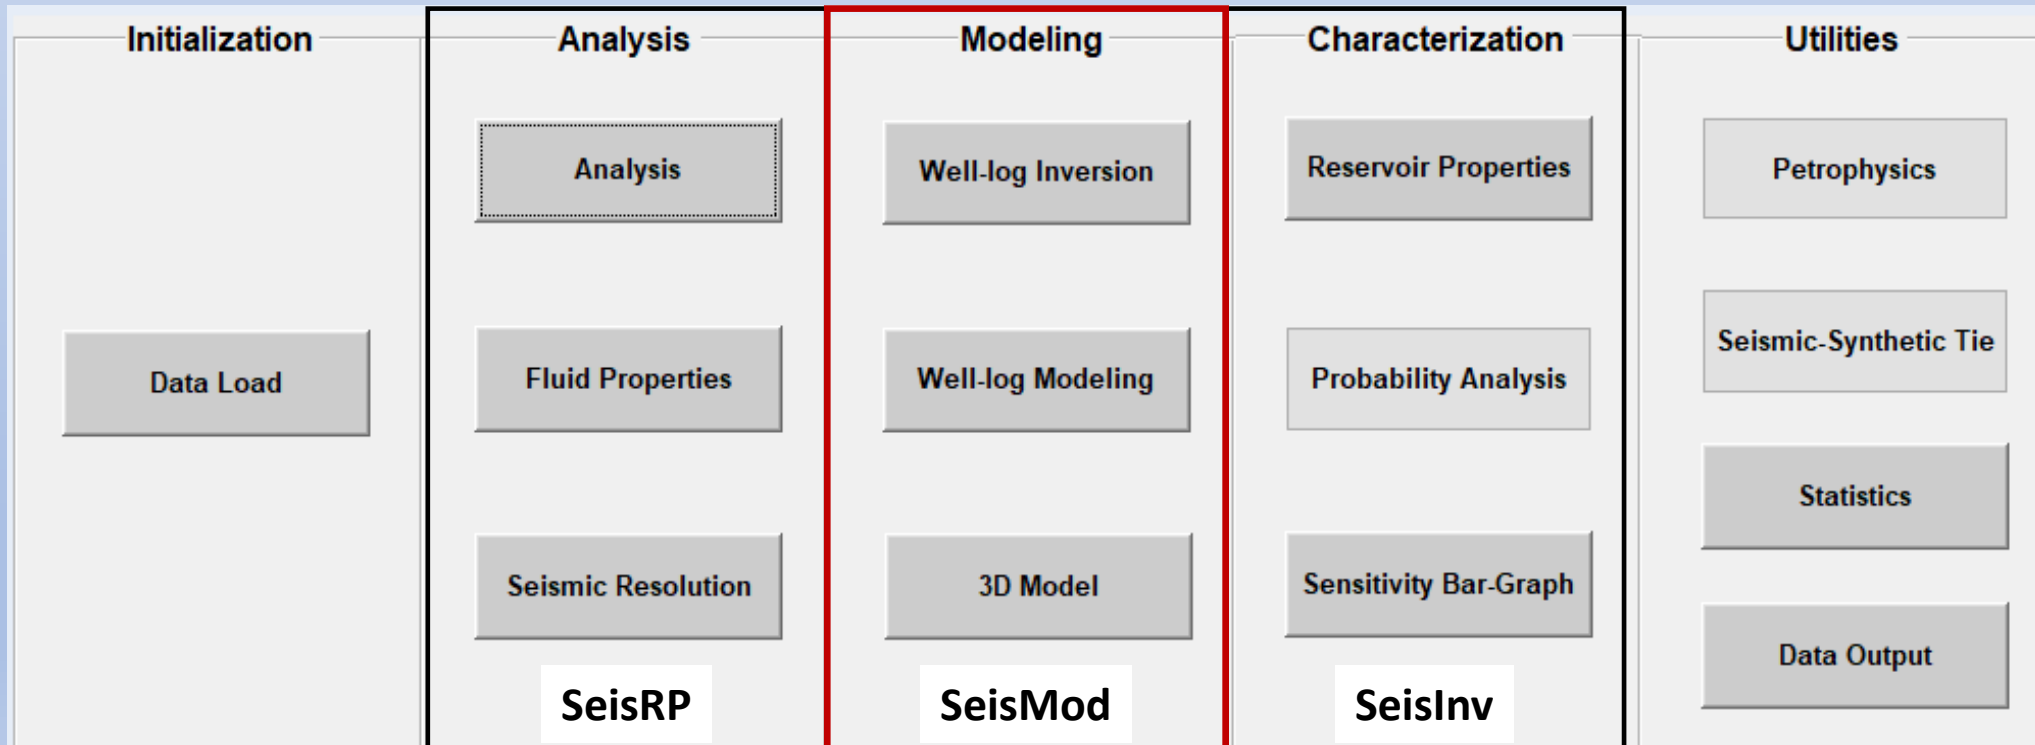 Initialization
Data Load
Analysis
Analysis
Fluid Properties
Seismic Resolution
SeisRP
Modeling
Well-log Inversion
Well-log Modeling
3D Model
SeisMod
Characterization
Reservoir Properties
Probability Analysis
Sensitivity Bar-Graph
SeisInv
Utilities
Petrophysics
Seismic-Synthetic Tie
Statistics
Data Output